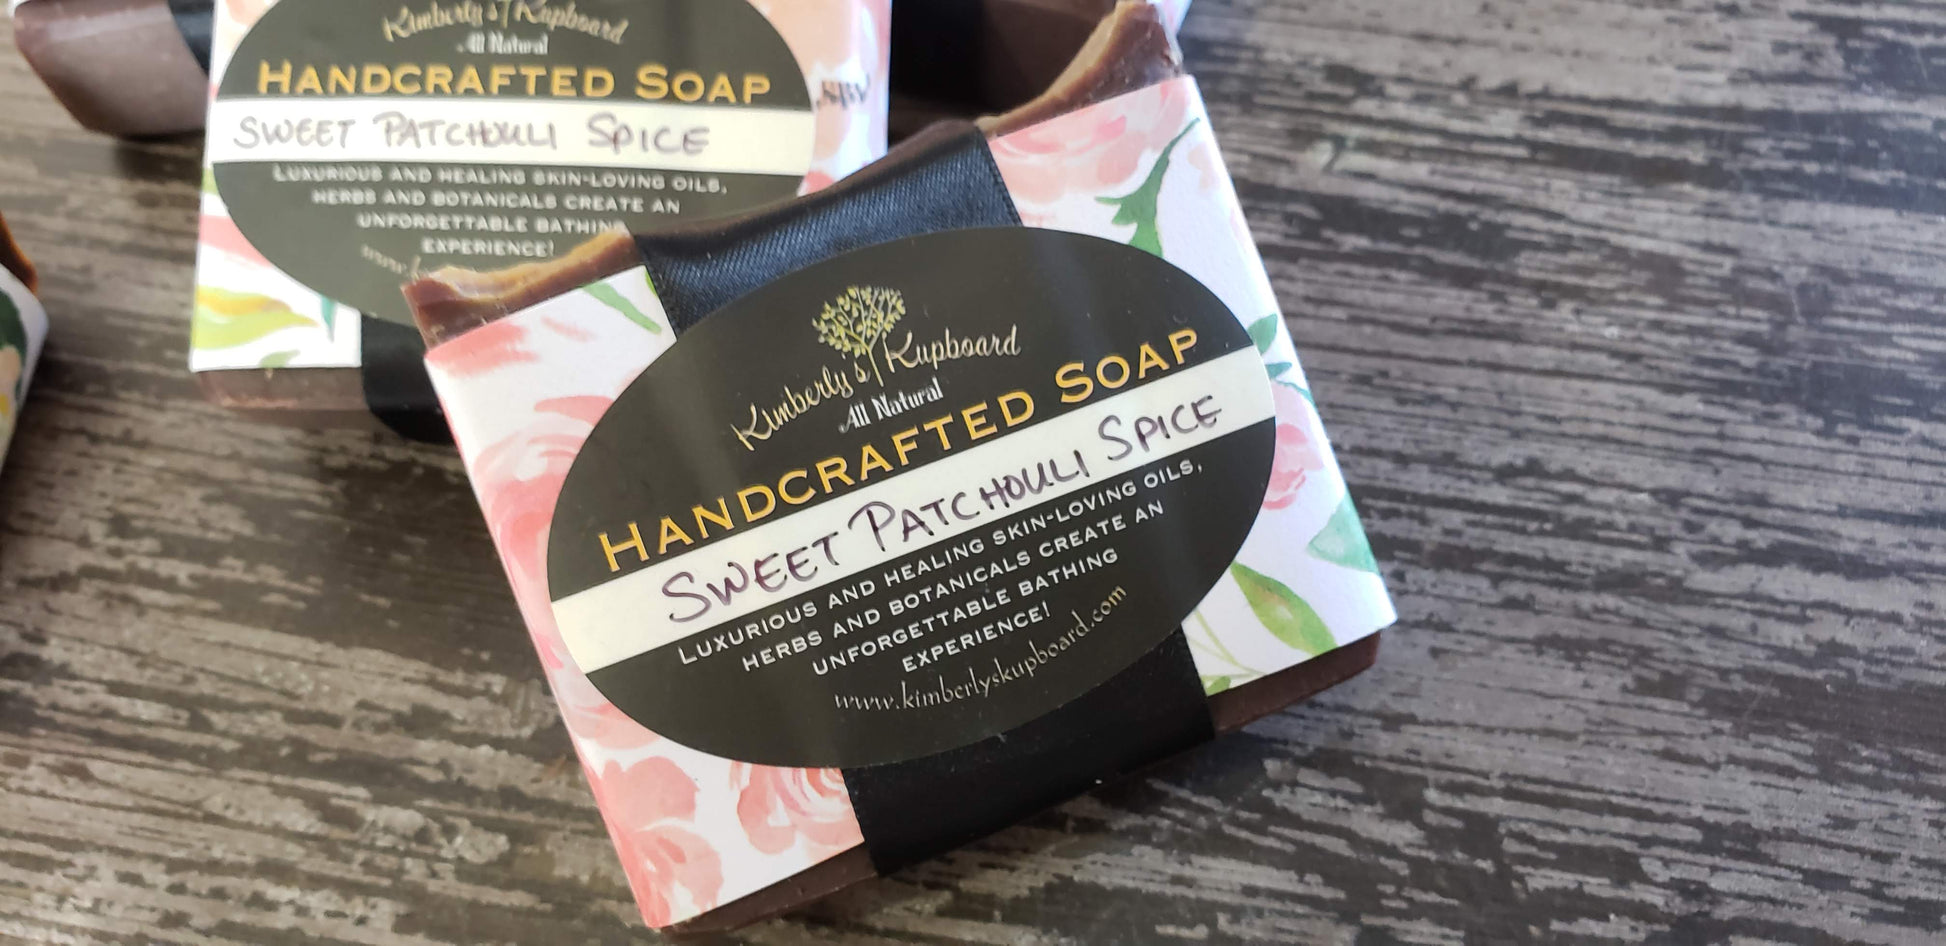 Kimberly's Kupboard
All Natural
HANDCRAFTED SOAP
SWEET PATCHOULI SPICE
LUXURIOUS AND HEALING SKIN-LOVING OILS,
HERBS AND BOTANICALS CREATE AN
UNFORGETTABLE BATHING
EXPERIENCE!
www.k
Kimberly's Kupboard
All Natural
HANDCRAFTED SOAP
SWEET PATCHOULI SPICE
LUXURIOUS AND HEALING SKIN-LOVING OILS,
HERBS AND BOTANICALS CREATE AN
UNFORGETTABLE BATHING
EXPERIENCE!
www.kimberlyskupboard.com